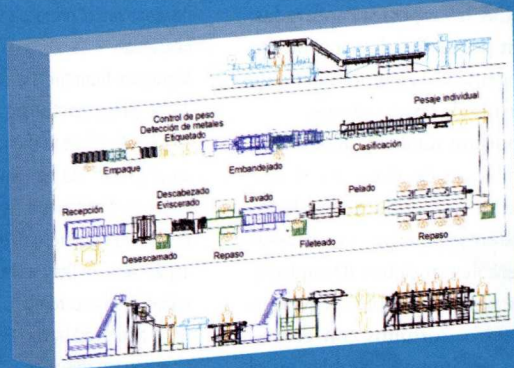 Pesaje individual
Control de peso
Detección de metales
Etiquetado
Clasificación
Embandejado
Empaque
Recepción
Descabezado
Eviscerado
Lavado
Pelado
Desescamado
Repaso
Fileteado
Repaso